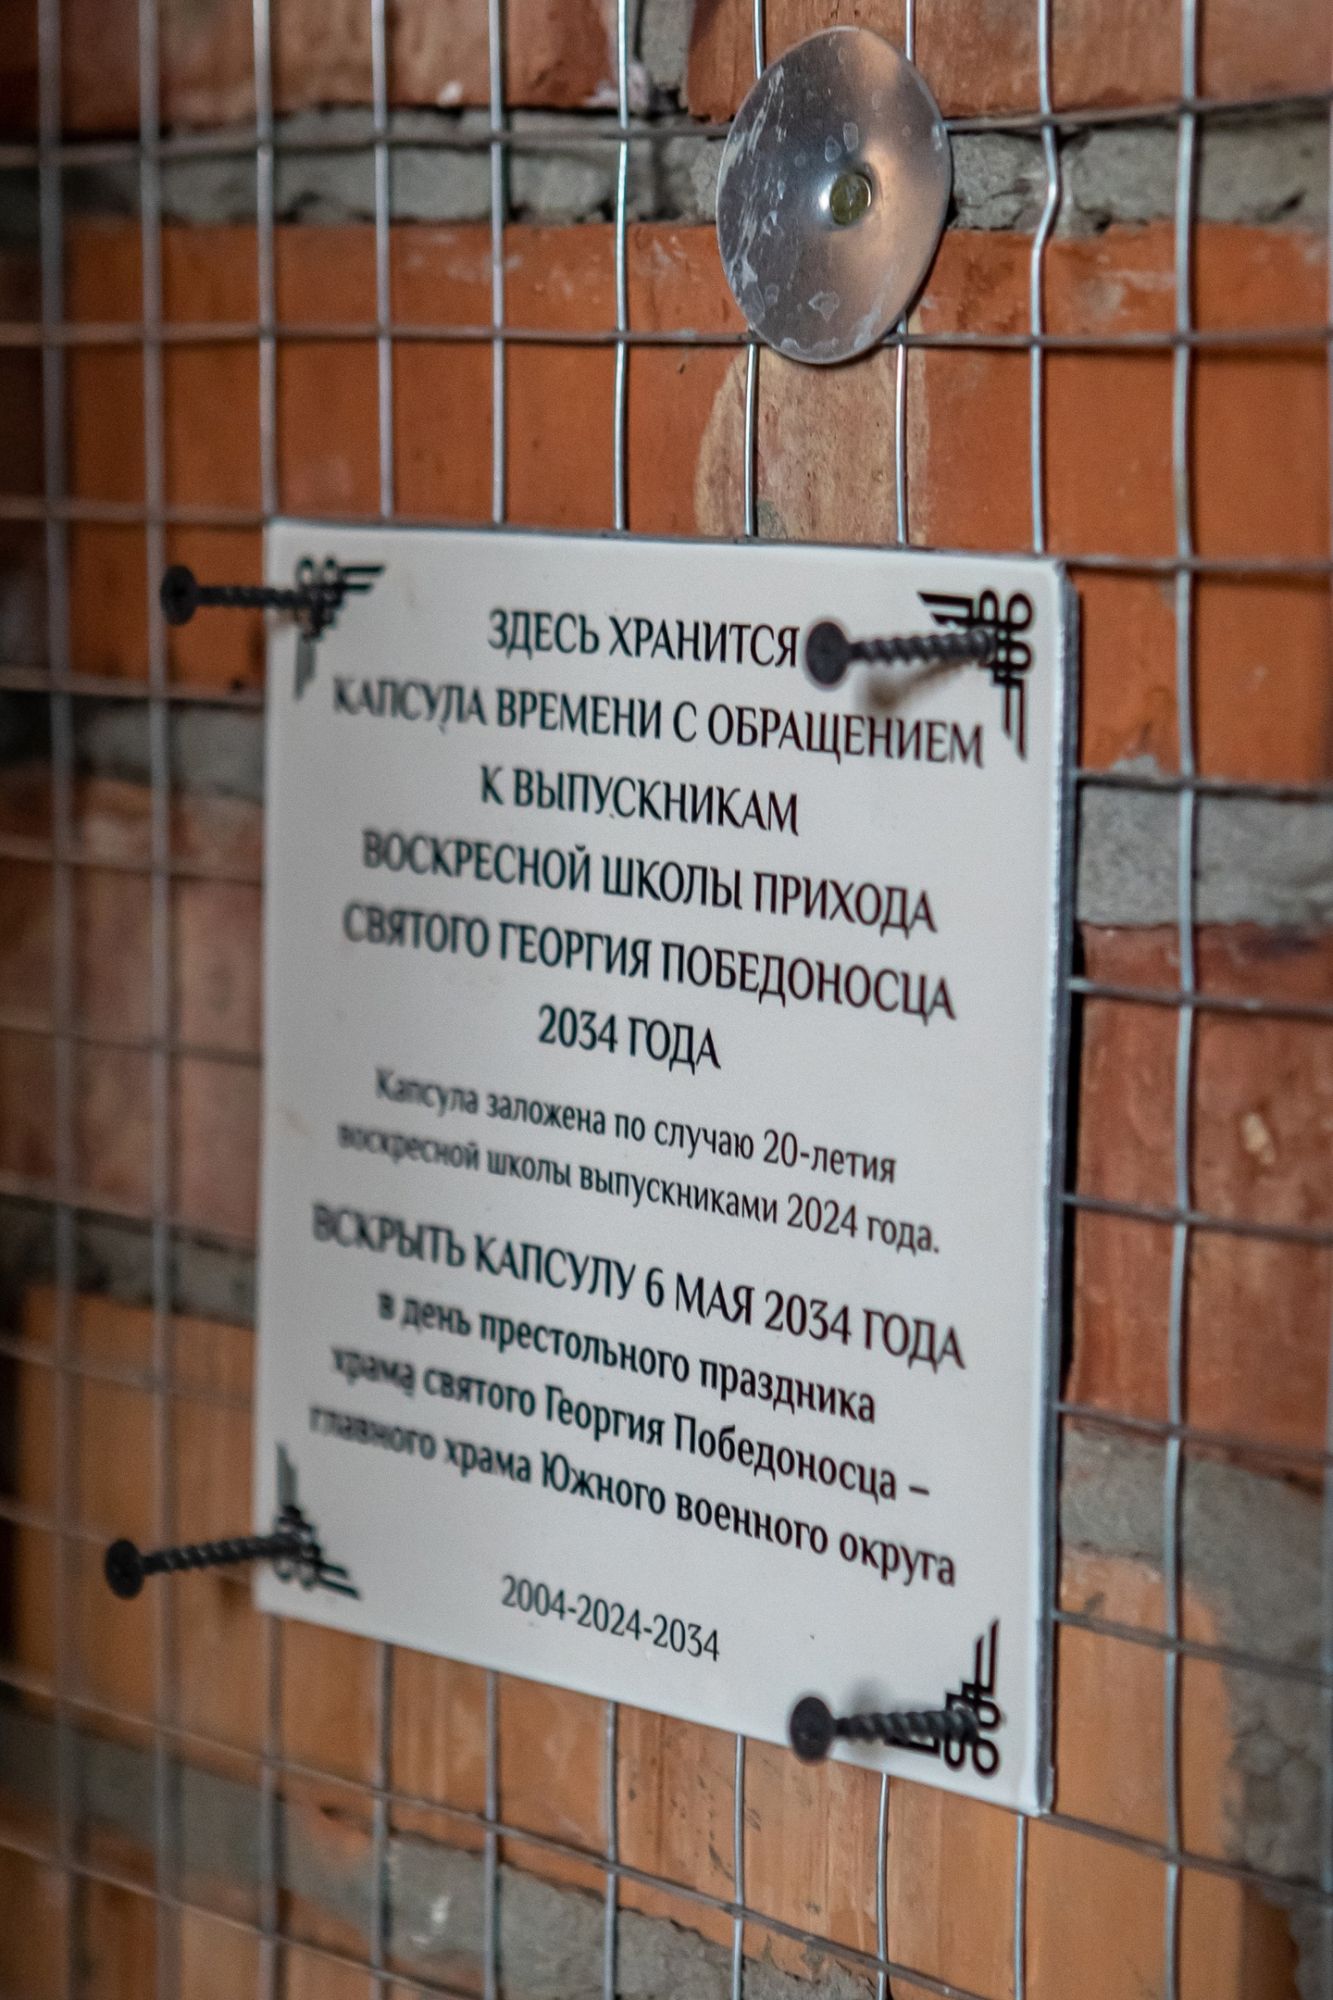 ЗДЕСЬ ХРАНИТСЯ
КАПСУЛА ВРЕМЕНИ С ОБРАЩЕНИЕМ
К ВЫПУСКНИКАМ
ВОСКРЕСНОЙ ШКОЛЫ ПРИХОДА
СВЯТОГО ГЕОРГИЯ ПОБЕДОНОСЦА
2034 ГОДА
Капсула заложена по случаю 20-летия
воскресной школы выпускниками 2024 года.
ВСКРЫТЬ КАПСУЛУ 6 МАЯ 2034 ГОДА
в день престольного праздника
храма святого Георгия Победоносца –
главного храма Южного военного округа
2004-2024-2034